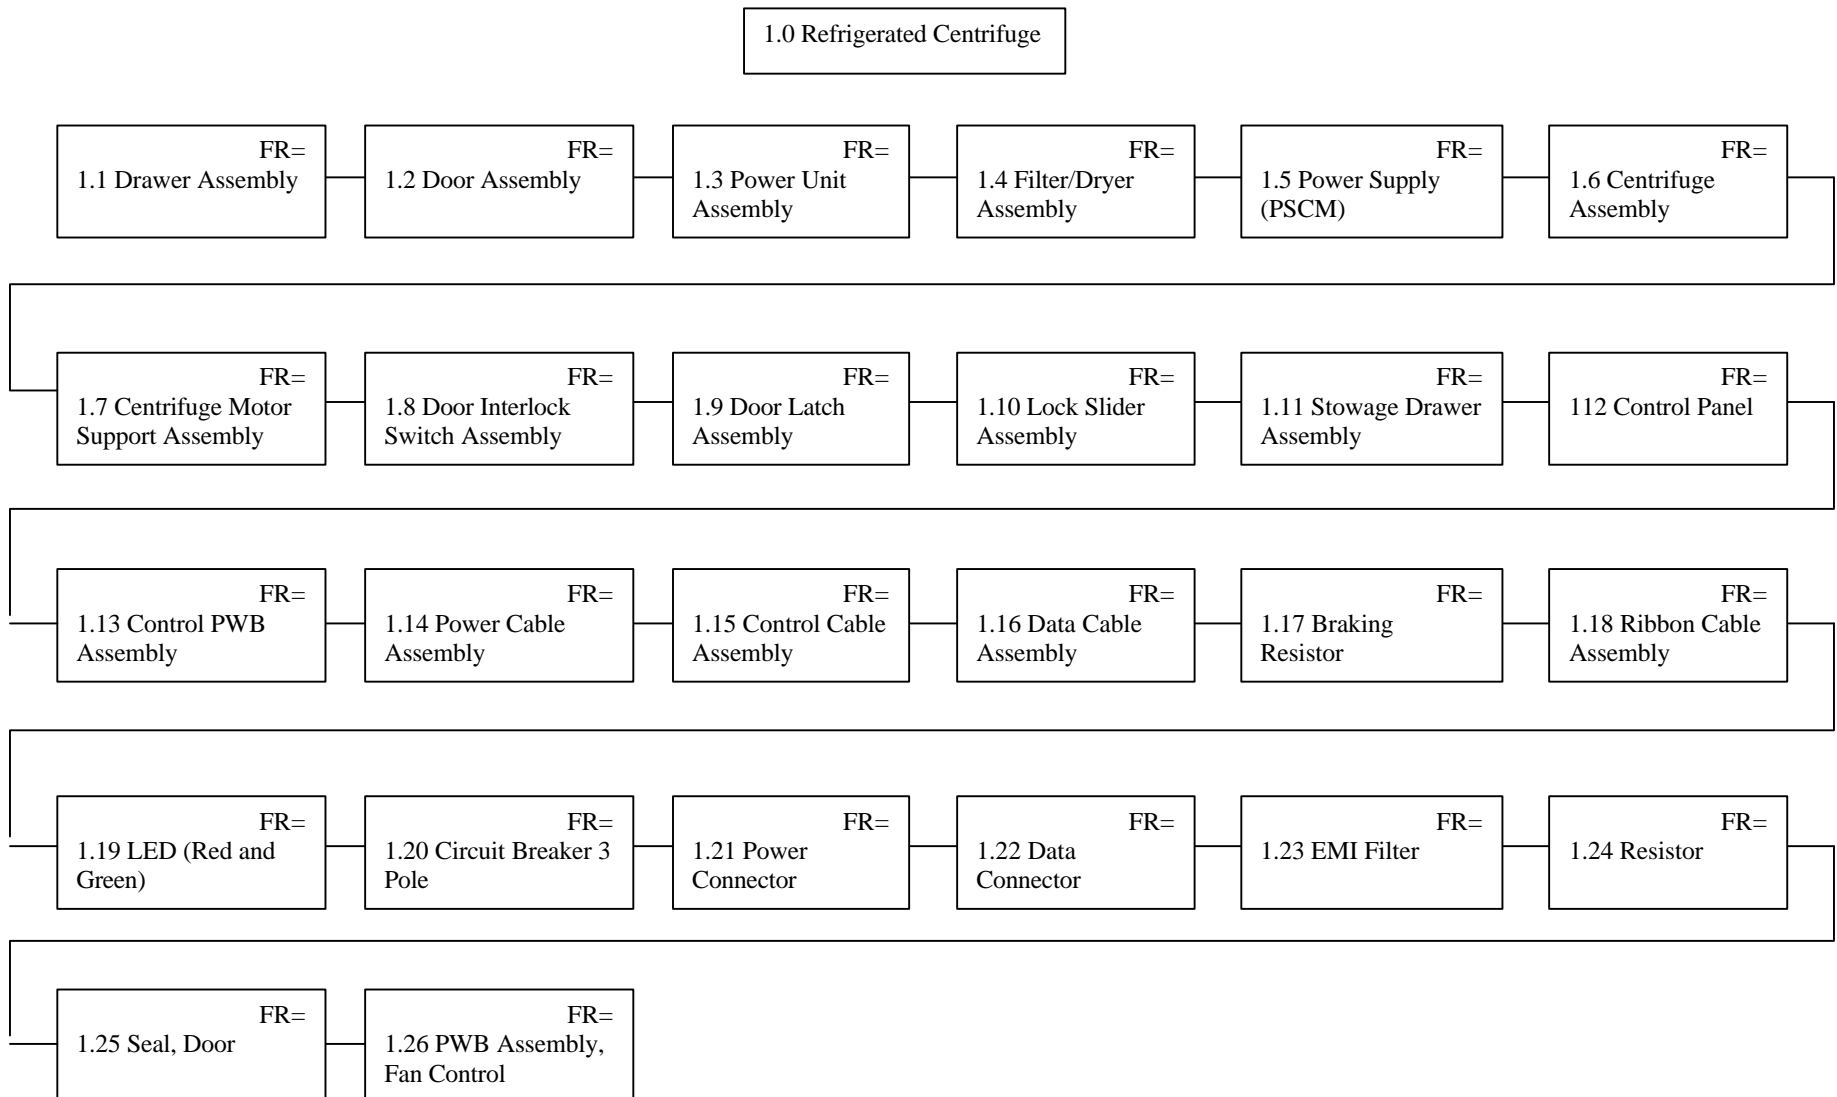 1.0 Refrigerated Centrifuge
FR=
1.1 Drawer Assembly
FR=
1.2 Door Assembly
FR=
1.3 Power Unit
Assembly
FR=
1.4 Filter/Dryer
Assembly
FR=
1.5 Power Supply
(PSCM)
FR=
1.6 Centifuge
Assembly
FR=
1.7 Centrifuge Motor
Support Assembly
FR=
1.8 Door Interlock
Switch Assembly
FR=
1.9 Door Latch
Assembly
FR=
1.10 Lock Slider
Assembly
FR=
1.11 Stowage Drawer
Assembly
FR=
112 Control Panel
FR=
1.13 Control PWB
Assembly
FR=
1.14 Power Cable
Assembly
FR=
1.15 Control Cable
Assembly
FR=
1.16 Data Cable
Assembly
FR=
1.17 Braking
Resistor
FR=
1.18 Ribbon Cable
Assembly
FR=
1.19 LED (Red and
Green)
FR=
1.20 Circuit Breaker 3
Pole
FR=
1.21 Power
Connector
FR=
1.22 Data
Connector
FR=
1.23 EMI Filter
FR=
1.24 Resistor
FR=
1.25 Seal, Door
FR=
1.26 PWB Assembly,
Fan Control